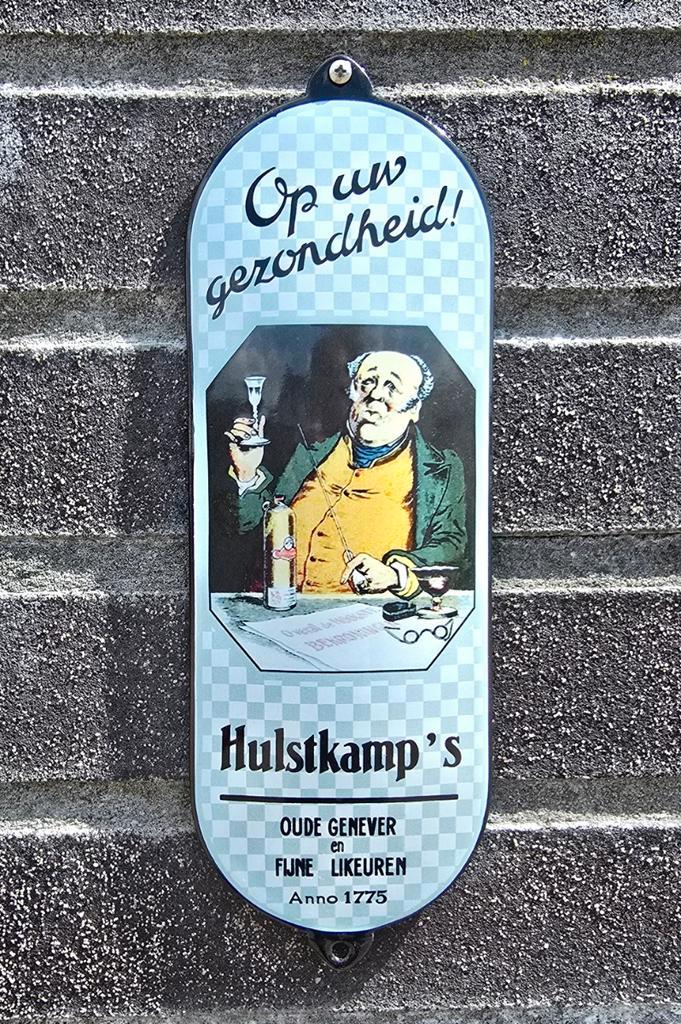 Op uw
gezondheid!
Hulstkamp's
OUDE GENEVER
en
FIJNE LIKEUREN
Anno 1775